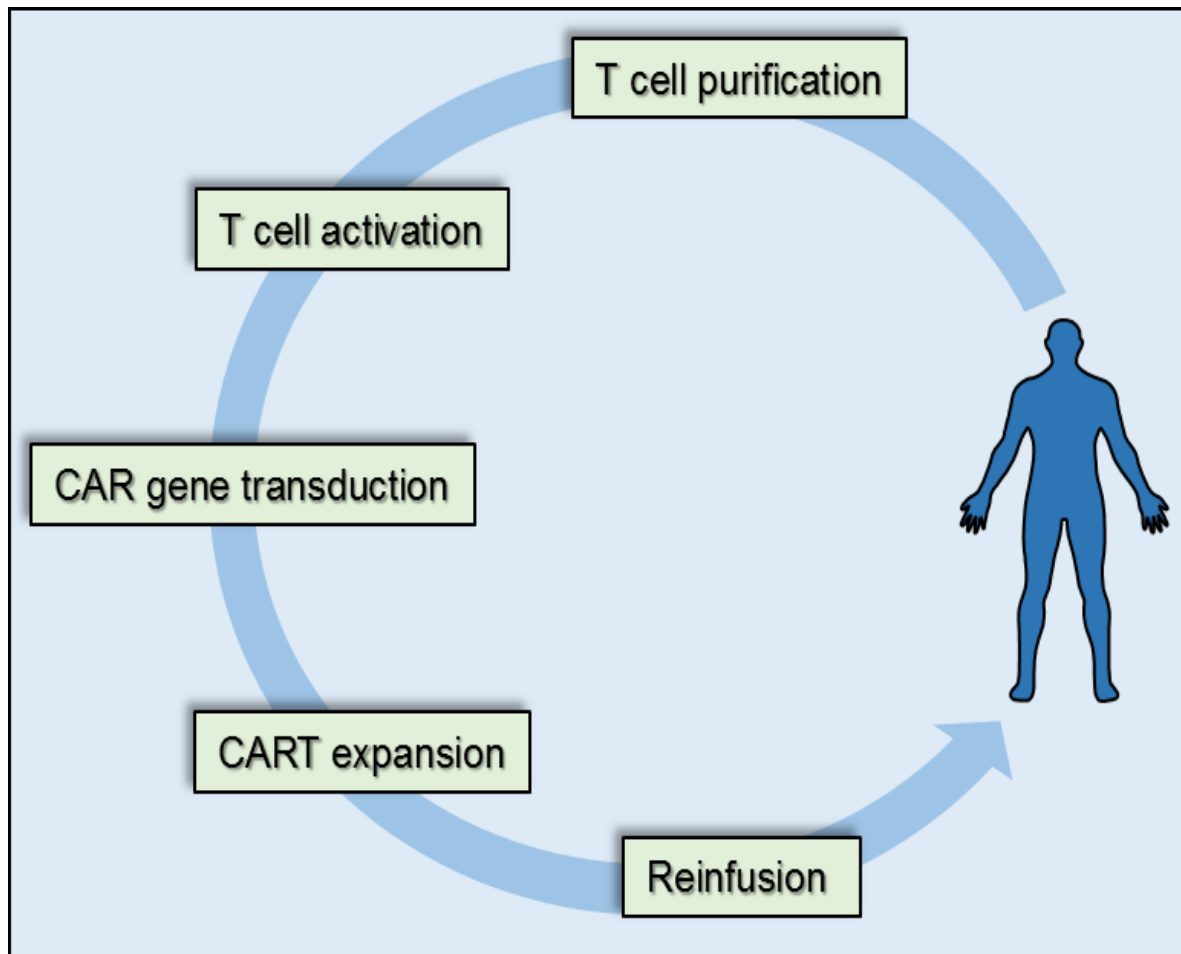 T cell purification
T cell activation
CAR gene transduction
CART expansion
Reinfusion